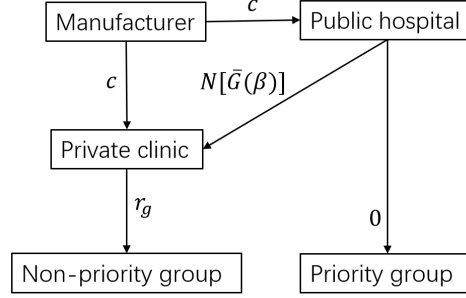 Manufacturer
c
Public hospital
c
N[Ḡ(β)]
Private clinic
r_g
0
Non-priority group
Priority group